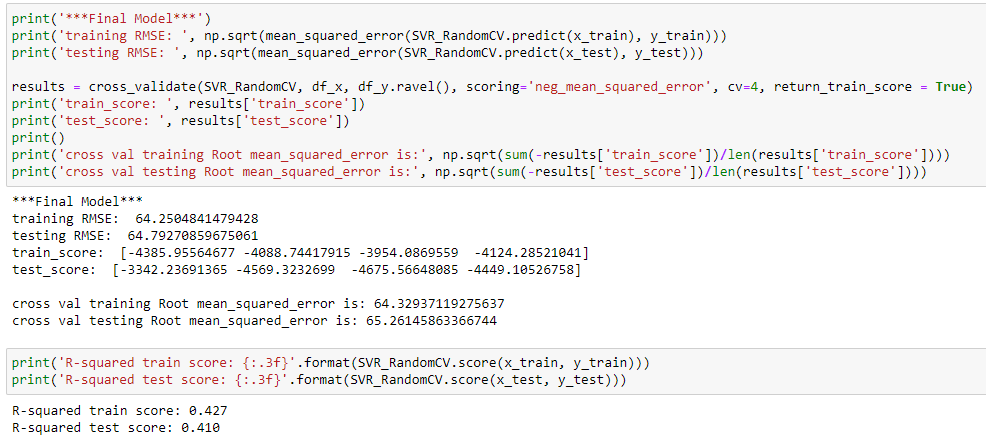 print('***Final Model***')
print('training RMSE: ', np.sqrt(mean_squared_error(SVR_RandomCV.predict(x_train), y_train)))
print('testing RMSE: ', np.sqrt(mean_squared_error(SVR_RandomCV.predict(x_test), y_test)))

results = cross_validate(SVR_RandomCV, df_x, df_y.ravel(), scoring='neg_mean_squared_error', cv=4, return_train_score = True)
print('train_score: ', results['train_score'])
print('test_score: ', results['test_score'])
print()
print('cross val training Root mean_squared_error is:', np.sqrt(sum(-results['train_score'])/len(results['train_score'])))
print('cross val testing Root mean_squared_error is:', np.sqrt(sum(-results['test_score'])/len(results['test_score'])))

***Final Model***
training RMSE:  64.2504841479428
testing RMSE:  64.79270859675061
train_score:  [-4385.95564677 -4088.74417915 -3954.0869559  -4124.28521041]
test_score:  [-3342.23691365 -4569.3232699  -4675.56648085 -4449.10526758]

cross val training Root mean_squared_error is: 64.32937119275637
cross val testing Root mean_squared_error is: 65.26145863366744

print('R-squared train score: {:.3f}'.format(SVR_RandomCV.score(x_train, y_train)))
print('R-squared test score: {:.3f}'.format(SVR_RandomCV.score(x_test, y_test)))

R-squared train score: 0.427
R-squared test score: 0.410